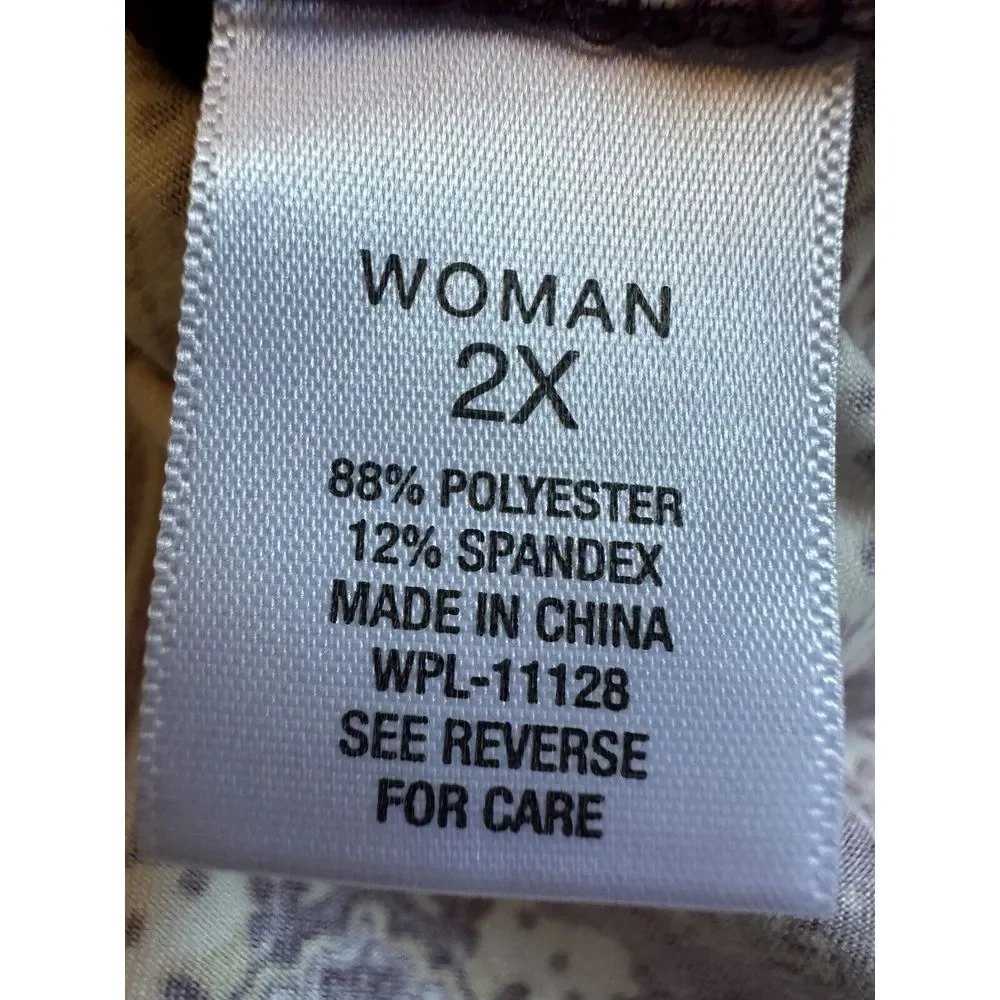 WOMAN
2X
88% POLYESTER
12% SPANDEX
MADE IN CHINA
WPL-11128
SEE REVERSE
FOR CARE